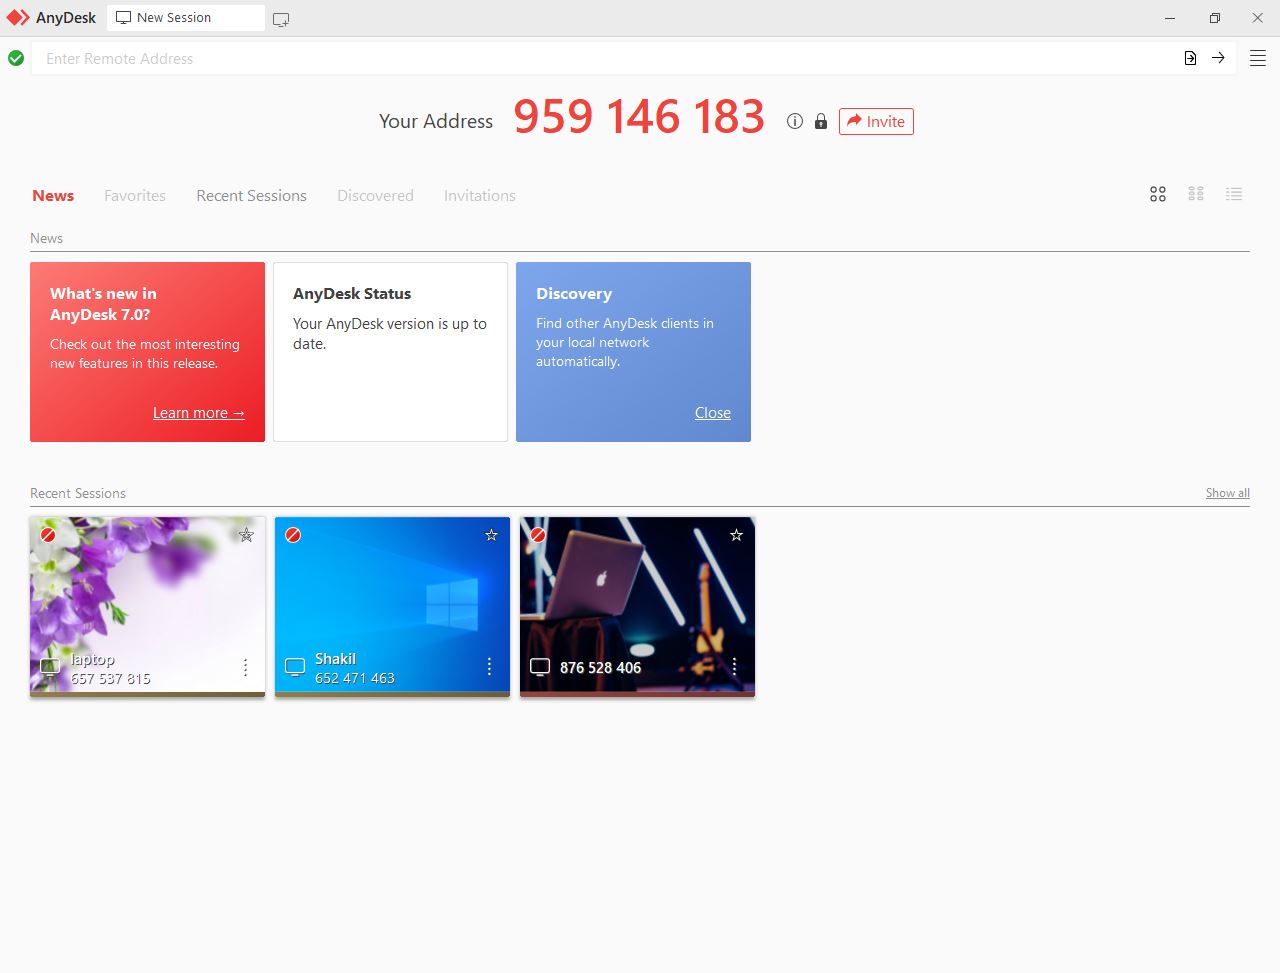 AnyDesk
New Session
Enter Remote Address
Your Address 959 146 183 Invite
News Favorites Recent Sessions Discovered Invitations
News
What's new in
AnyDesk 7.0?
Check out the most interesting
new features in this release.
Learn more →
AnyDesk Status
Your AnyDesk version is up to
date.
Discovery
Find other AnyDesk clients in
your local network
automatically.
Close
Recent Sessions
Show all
laptop
657 537 815
Shakil
652 471 463
876 528 406